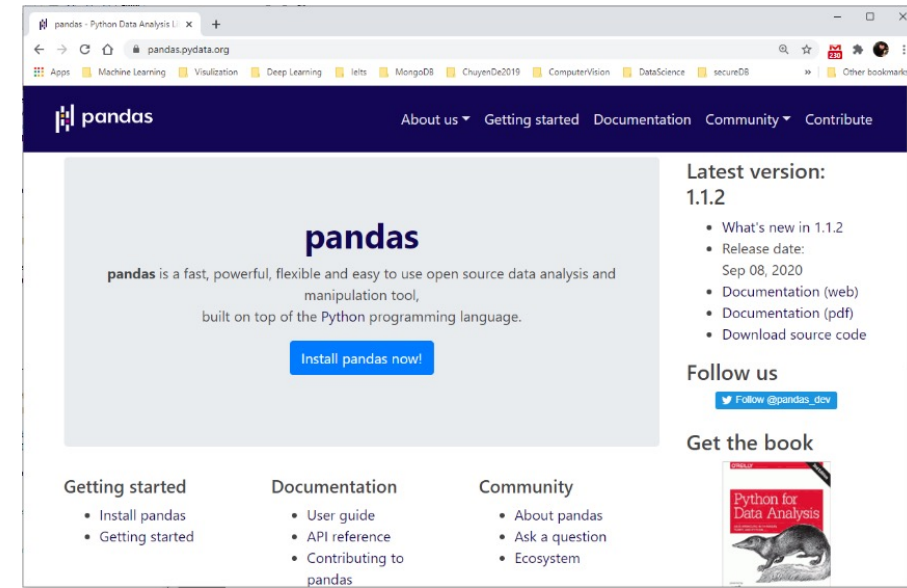 pandas - Python Data Analysis Li
pandas.pydata.org
230
Apps Machine Learning Visulization Deep Learning Ielts MongoDB ChuyenDe2019 ComputerVision DataScience secureDB » Other bookmarks
pandas
About us Getting started Documentation Community Contribute
pandas
pandas is a fast, powerful, flexible and easy to use open source data analysis and
manipulation tool,
built on top of the Python programming language.
Install pandas now!
Latest version:
1.1.2
• What's new in 1.1.2
• Release date:
Sep 08, 2020
• Documentation (web)
• Documentation (pdf)
• Download source code
Follow us
Follow @pandas_dev
Get the book
O'REILLY
Python for
Data Analysis
Getting started
• Install pandas
• Getting started
Documentation
• User guide
• API reference
• Contributing to
pandas
Community
• About pandas
• Ask a question
• Ecosystem